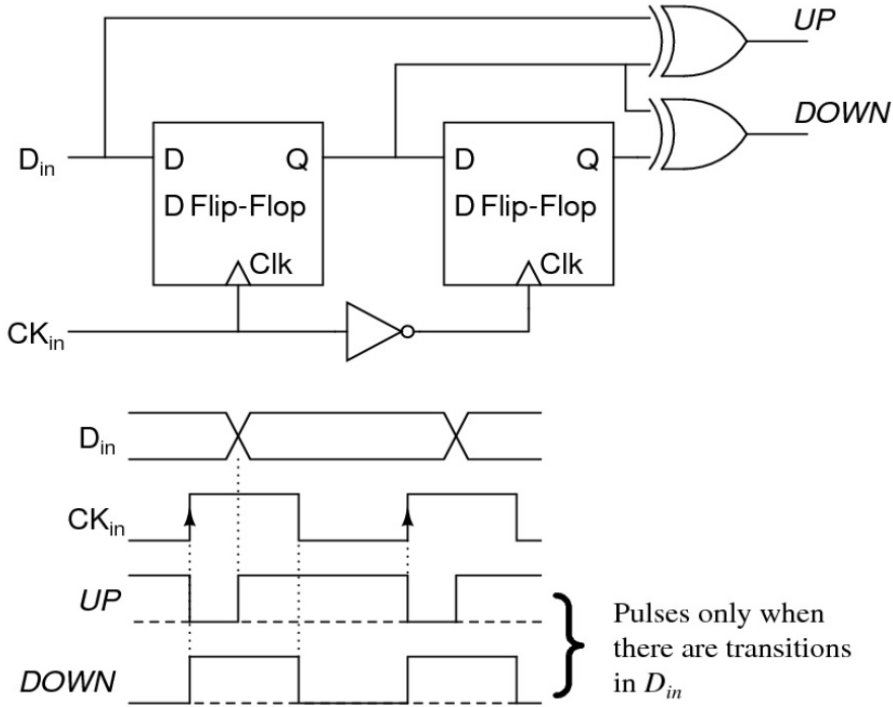 UP
DOWN
D_in
D Q
D Flip-Flop
Clk
D Q
D Flip-Flop
Clk
CK_in
D_in
CK_in
UP
DOWN
Pulses only when
there are transitions
in D_in